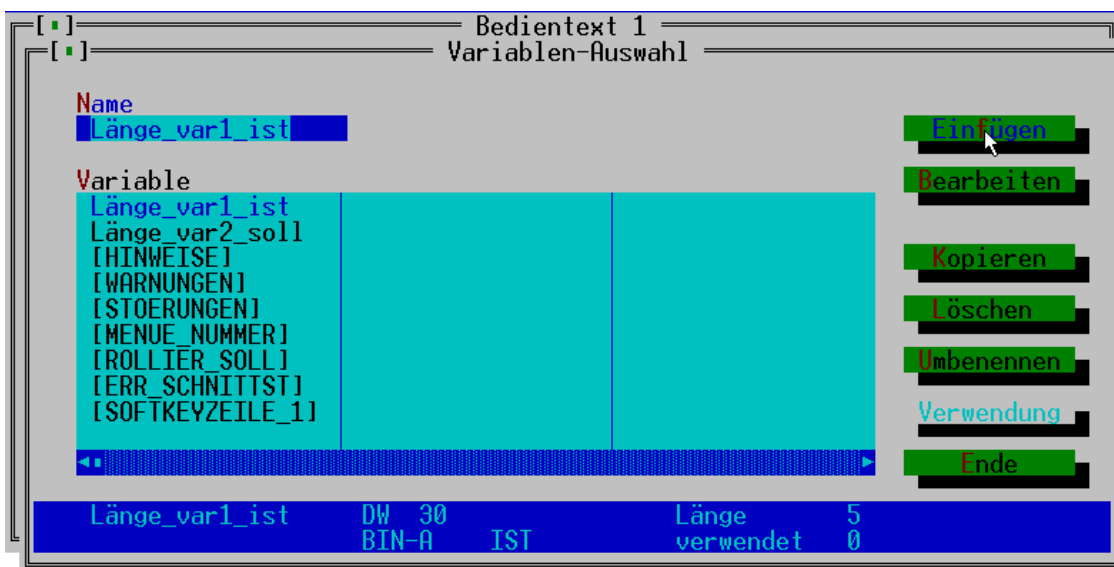 Bedientext 1
Variablen-Auswahl
Name
Länge_var1_ist
Einfügen
Variable
Bearbeiten
Länge_var1_ist
Länge_var2_soll
[HINWEISE]
Kopieren
[WARNUNGEN]
[STOERUNGEN]
Löschen
[MENUE_NUMMER]
[ROLLIER_SOLL]
Umbenennen
[ERR_SCHNITTST]
[SOFTKEYZEILE_1]
Verwendung
Ende
Länge_var1_ist DW 30 Länge 5
BIN-A IST verwendet 0